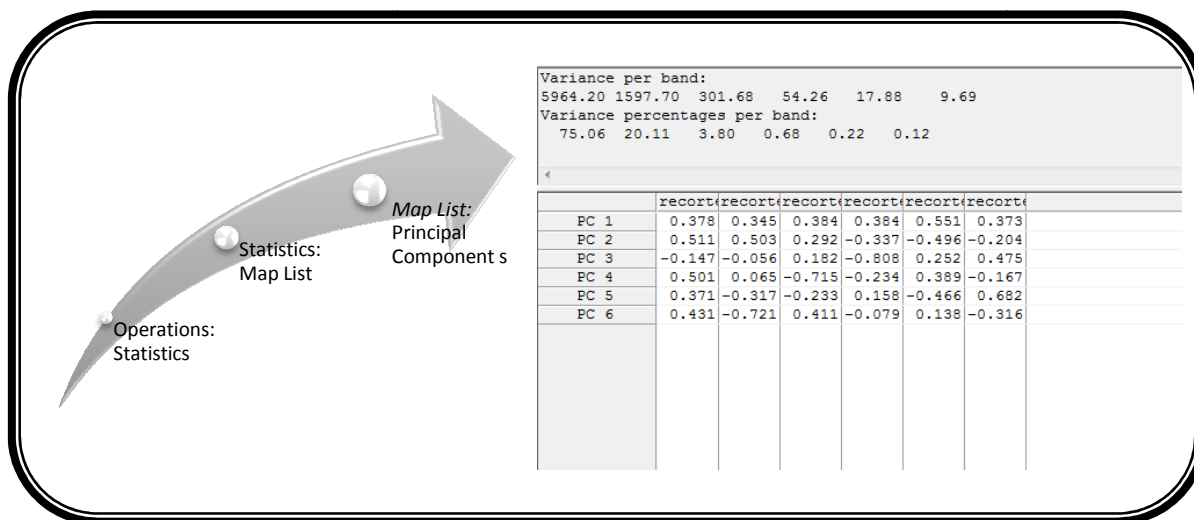 Operations:
Statistics
Statistics:
Map List
Map List:
Principal
Component s
Variance per band:
5964.20 1597.70 301.68 54.26 17.88 9.69
Variance percentages per band:
75.06 20.11 3.80 0.68 0.22 0.12
recorte recorte recorte recorte recorte recorte
PC 1 0.378 0.345 0.384 0.384 0.551 0.373
PC 2 0.511 0.503 0.292 -0.337 -0.496 -0.204
PC 3 -0.147 -0.056 0.182 -0.808 0.252 0.475
PC 4 0.501 0.065 -0.715 -0.234 0.389 -0.167
PC 5 0.371 -0.317 -0.233 0.158 -0.466 0.682
PC 6 0.431 -0.721 0.411 -0.079 0.138 -0.316